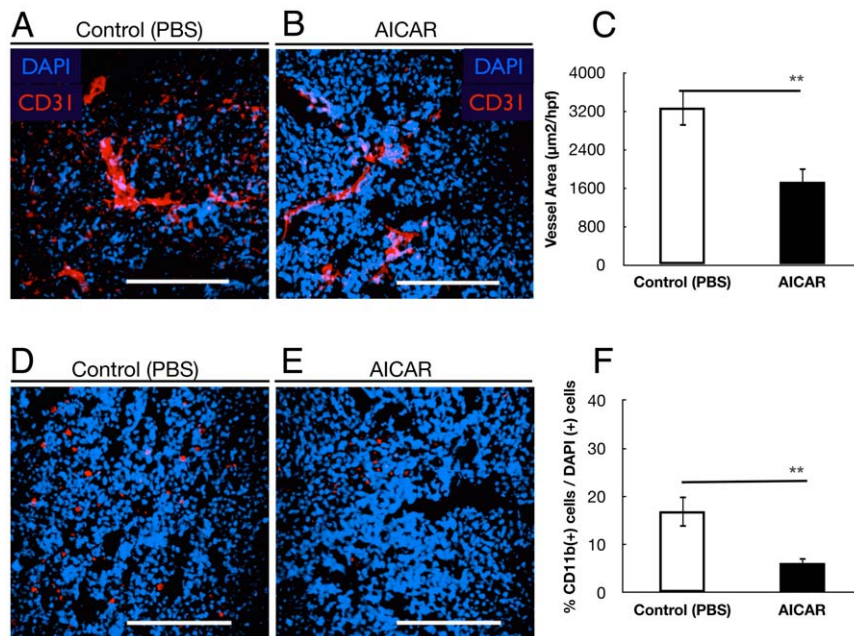 A
Control (PBS)
DAPI
CD31
B
AICAR
DAPI
CD31
C
Vessel Area (µm2/hpf)
4000
3200
2400
1600
800
0
**
Control (PBS)
AICAR
D
Control (PBS)
E
AICAR
F
% CD11b(+) cells / DAPI (+) cells
40
30
20
10
0
**
Control (PBS)
AICAR